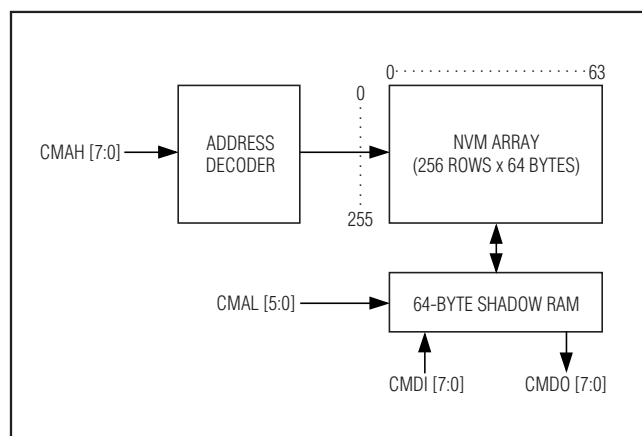 0 ...................... 63
0
ADDRESS
DECODER
NVM ARRAY
(256 ROWS x 64 BYTES)
CMAH [7:0]
255
CMAL [5:0]
64-BYTE SHADOW RAM
CMDI [7:0]
CMDO [7:0]